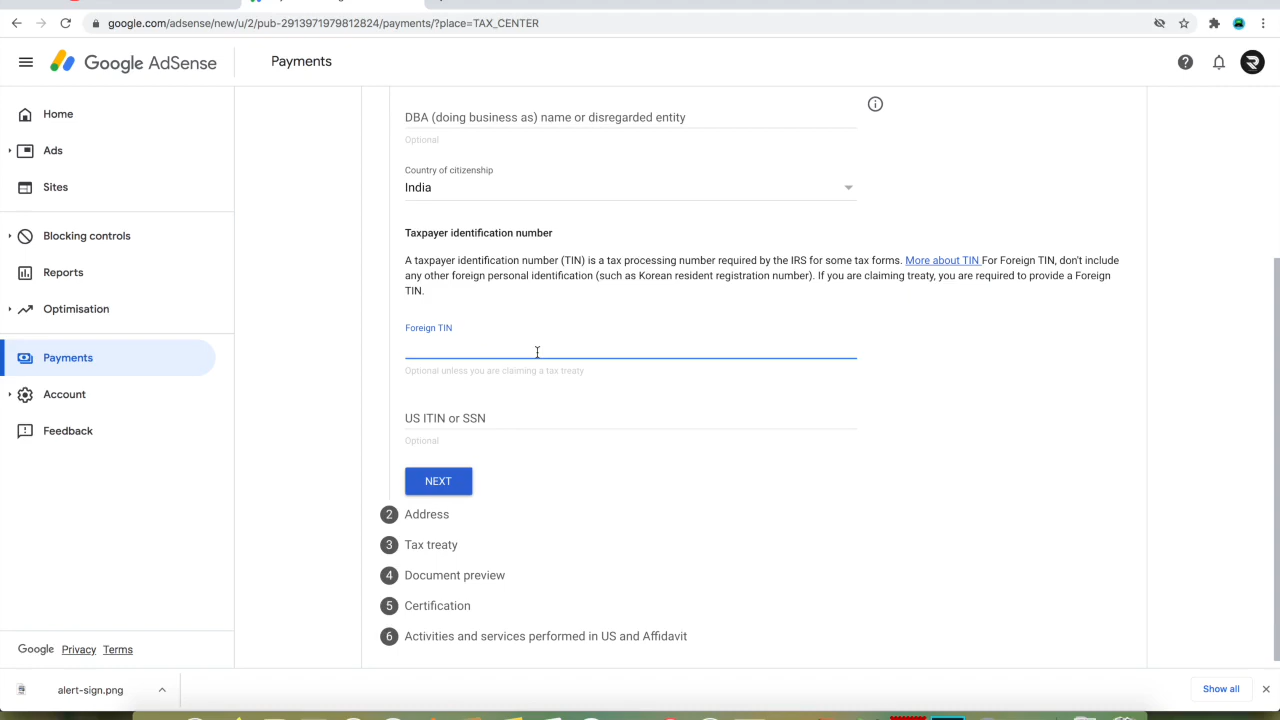 google.com/adsense/new/u/2/pub-2913971979812824/payments/?place=TAX_CENTER
Google AdSense
Payments
Home
Ads
Sites
Blocking controls
Reports
Optimisation
Payments
Account
Feedback
DBA (doing business as) name or disregarded entity
Optional
Country of citizenship
India
Taxpayer identification number
A taxpayer identification number (TIN) is a tax processing number required by the IRS for some tax forms. More about TIN For Foreign TIN, don't include
any other foreign personal identification (such as Korean resident registration number). If you are claiming treaty, you are required to provide a Foreign
TIN.
Foreign TIN
Optional unless you are claiming a tax treaty
US ITIN or SSN
Optional
NEXT
2 Address
3 Tax treaty
4 Document preview
5 Certification
6 Activities and services performed in US and Affidavit
Google Privacy Terms
alert-sign.png
Show all